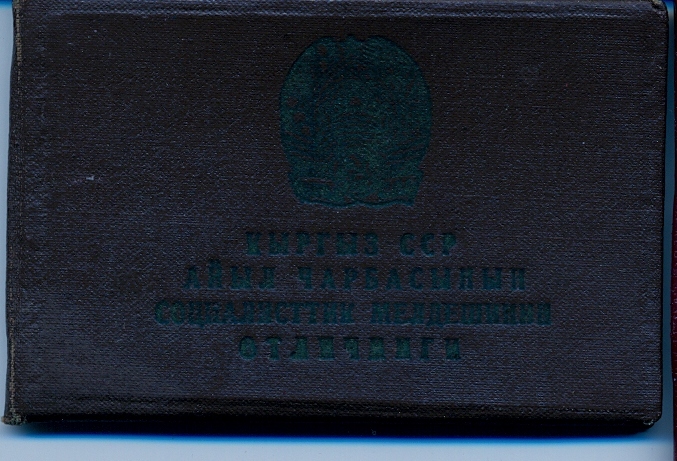 КЫРГЫЗ ССР
АЙЫЛ ЧАРБАСЫНЫН
СОЦИАЛИСТТИК МЕЛДЕШИНИН
ОТЛИЧНИГИ